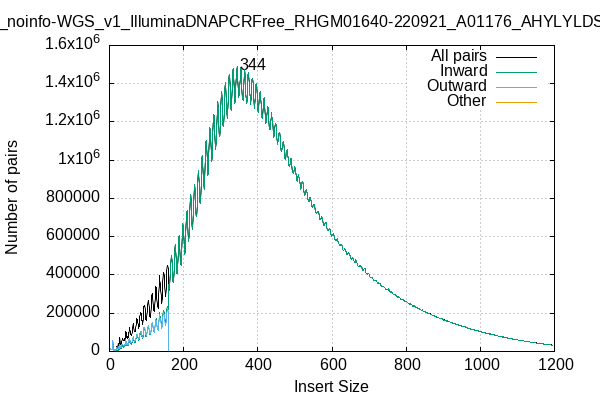 _noinfo-WGS_v1_IlluminaDNAPCRFree_RHGM01640-220921_A01176_AHYLYLDS
1.6x10^6
1.4x10^6
1.2x10^6
1x10^6
800000
600000
400000
200000
0
Number of pairs
344
All pairs
Inward
Outward
Other
0 200 400 600 800 1000 1200
Insert Size